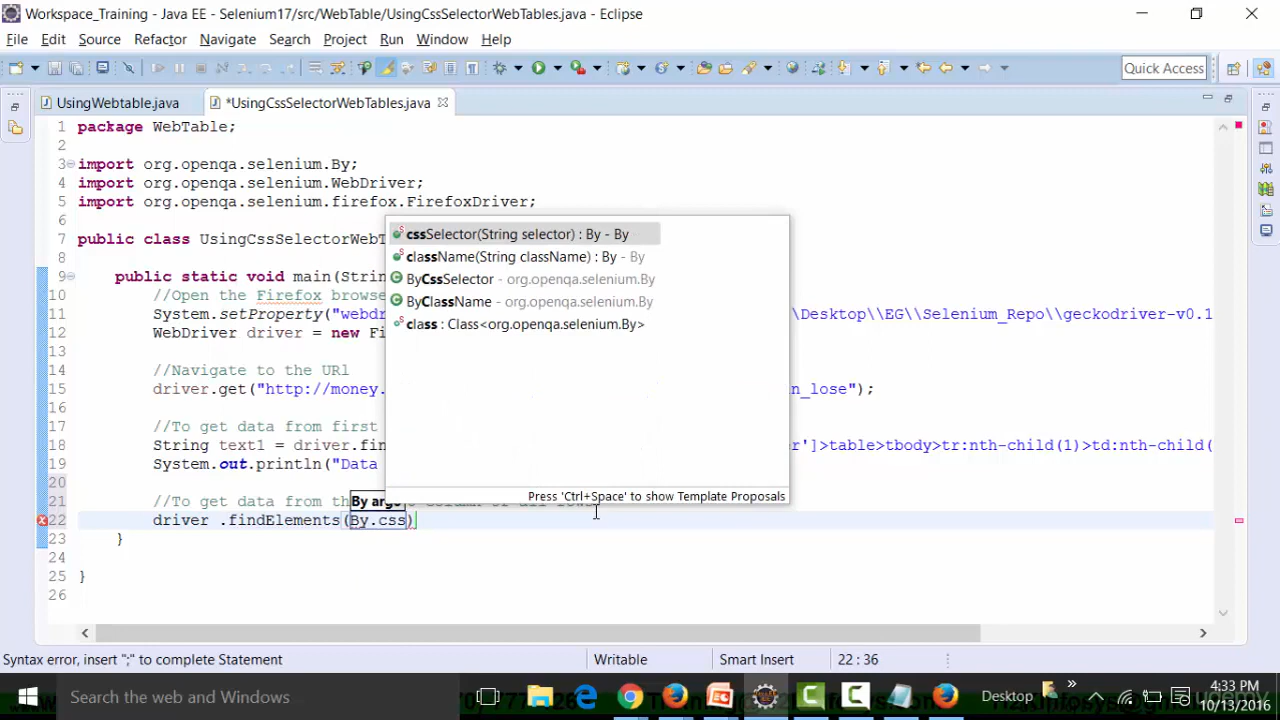 Workspace_Training - Java EE - Selenium17/src/WebTable/UsingCssSelectorWebTables.java - Eclipse
File Edit Source Refactor Navigate Search Project Run Window Help
Quick Access
UsingWebtable.java *UsingCssSelectorWebTables.java
1 package WebTable;
2
3 import org.openqa.selenium.By;
4 import org.openqa.selenium.WebDriver;
5 import org.openqa.selenium.firefox.FirefoxDriver;
6
7 public class UsingCssSelectorWebT
8
9 public static void main(Strin
10 //Open the Firefox browse
11 System.setProperty("webdr \Desktop\\EG\\Selenium_Repo\\geckodriver-v0.1
12 WebDriver driver = new Fi
13
14 //Navigate to the URl
15 driver.get("http://money. n_lose");
16
17 //To get data from first
18 String text1 = driver.fin er']>table>tbody>tr:nth-child(1)>td:nth-child(
19 System.out.println("Data
20
21 //To get data from th column of all rows
22 driver .findElements(By.css)
23 }
24
25 }
26
cssSelector(String selector) : By - By
className(String className) : By - By
ByCssSelector - org.openqa.selenium.By
ByClassName - org.openqa.selenium.By
class : Class<org.openqa.selenium.By>
Press 'Ctrl+Space' to show Template Proposals
By arg0
Syntax error, insert ";" to complete Statement Writable Smart Insert 22 : 36
Search the web and Windows
Desktop
4:33 PM
10/13/2016